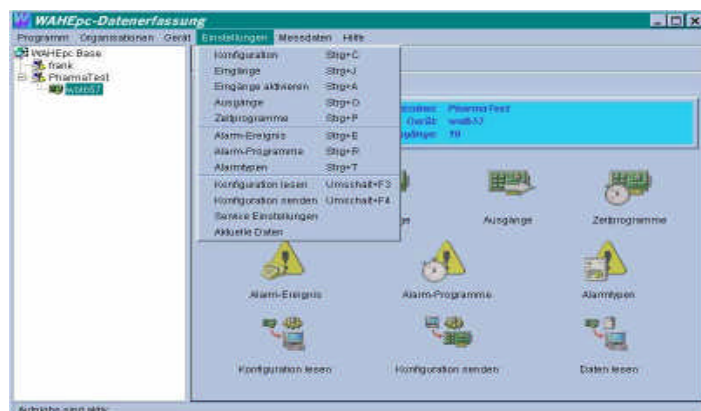 WAHEpc-Datenerfassung
Programm Organisationen Gerät Einstellungen Messdaten Hilfe
WAHEpc Base
frank
PharmaTest
Konfiguration Strg+C
Eingänge Strg+J
Eingänge aktivieren Strg+A
Ausgänge Strg+O
Zeitprogramme Strg+P
Alarm-Ereignis Strg+E
Alarm-Programme Strg+R
Alarmtypen Strg+T
Konfiguration lesen Umschalt+F3
Konfiguration senden Umschalt+F4
Service Einstellungen
Aktuelle Daten
PharmaTest
Gerät:
10
Ausgänge Zeitprogramme
Alarm-Ereignis Alarm-Programme Alarmtypen
Konfiguration lesen Konfiguration senden Daten lesen